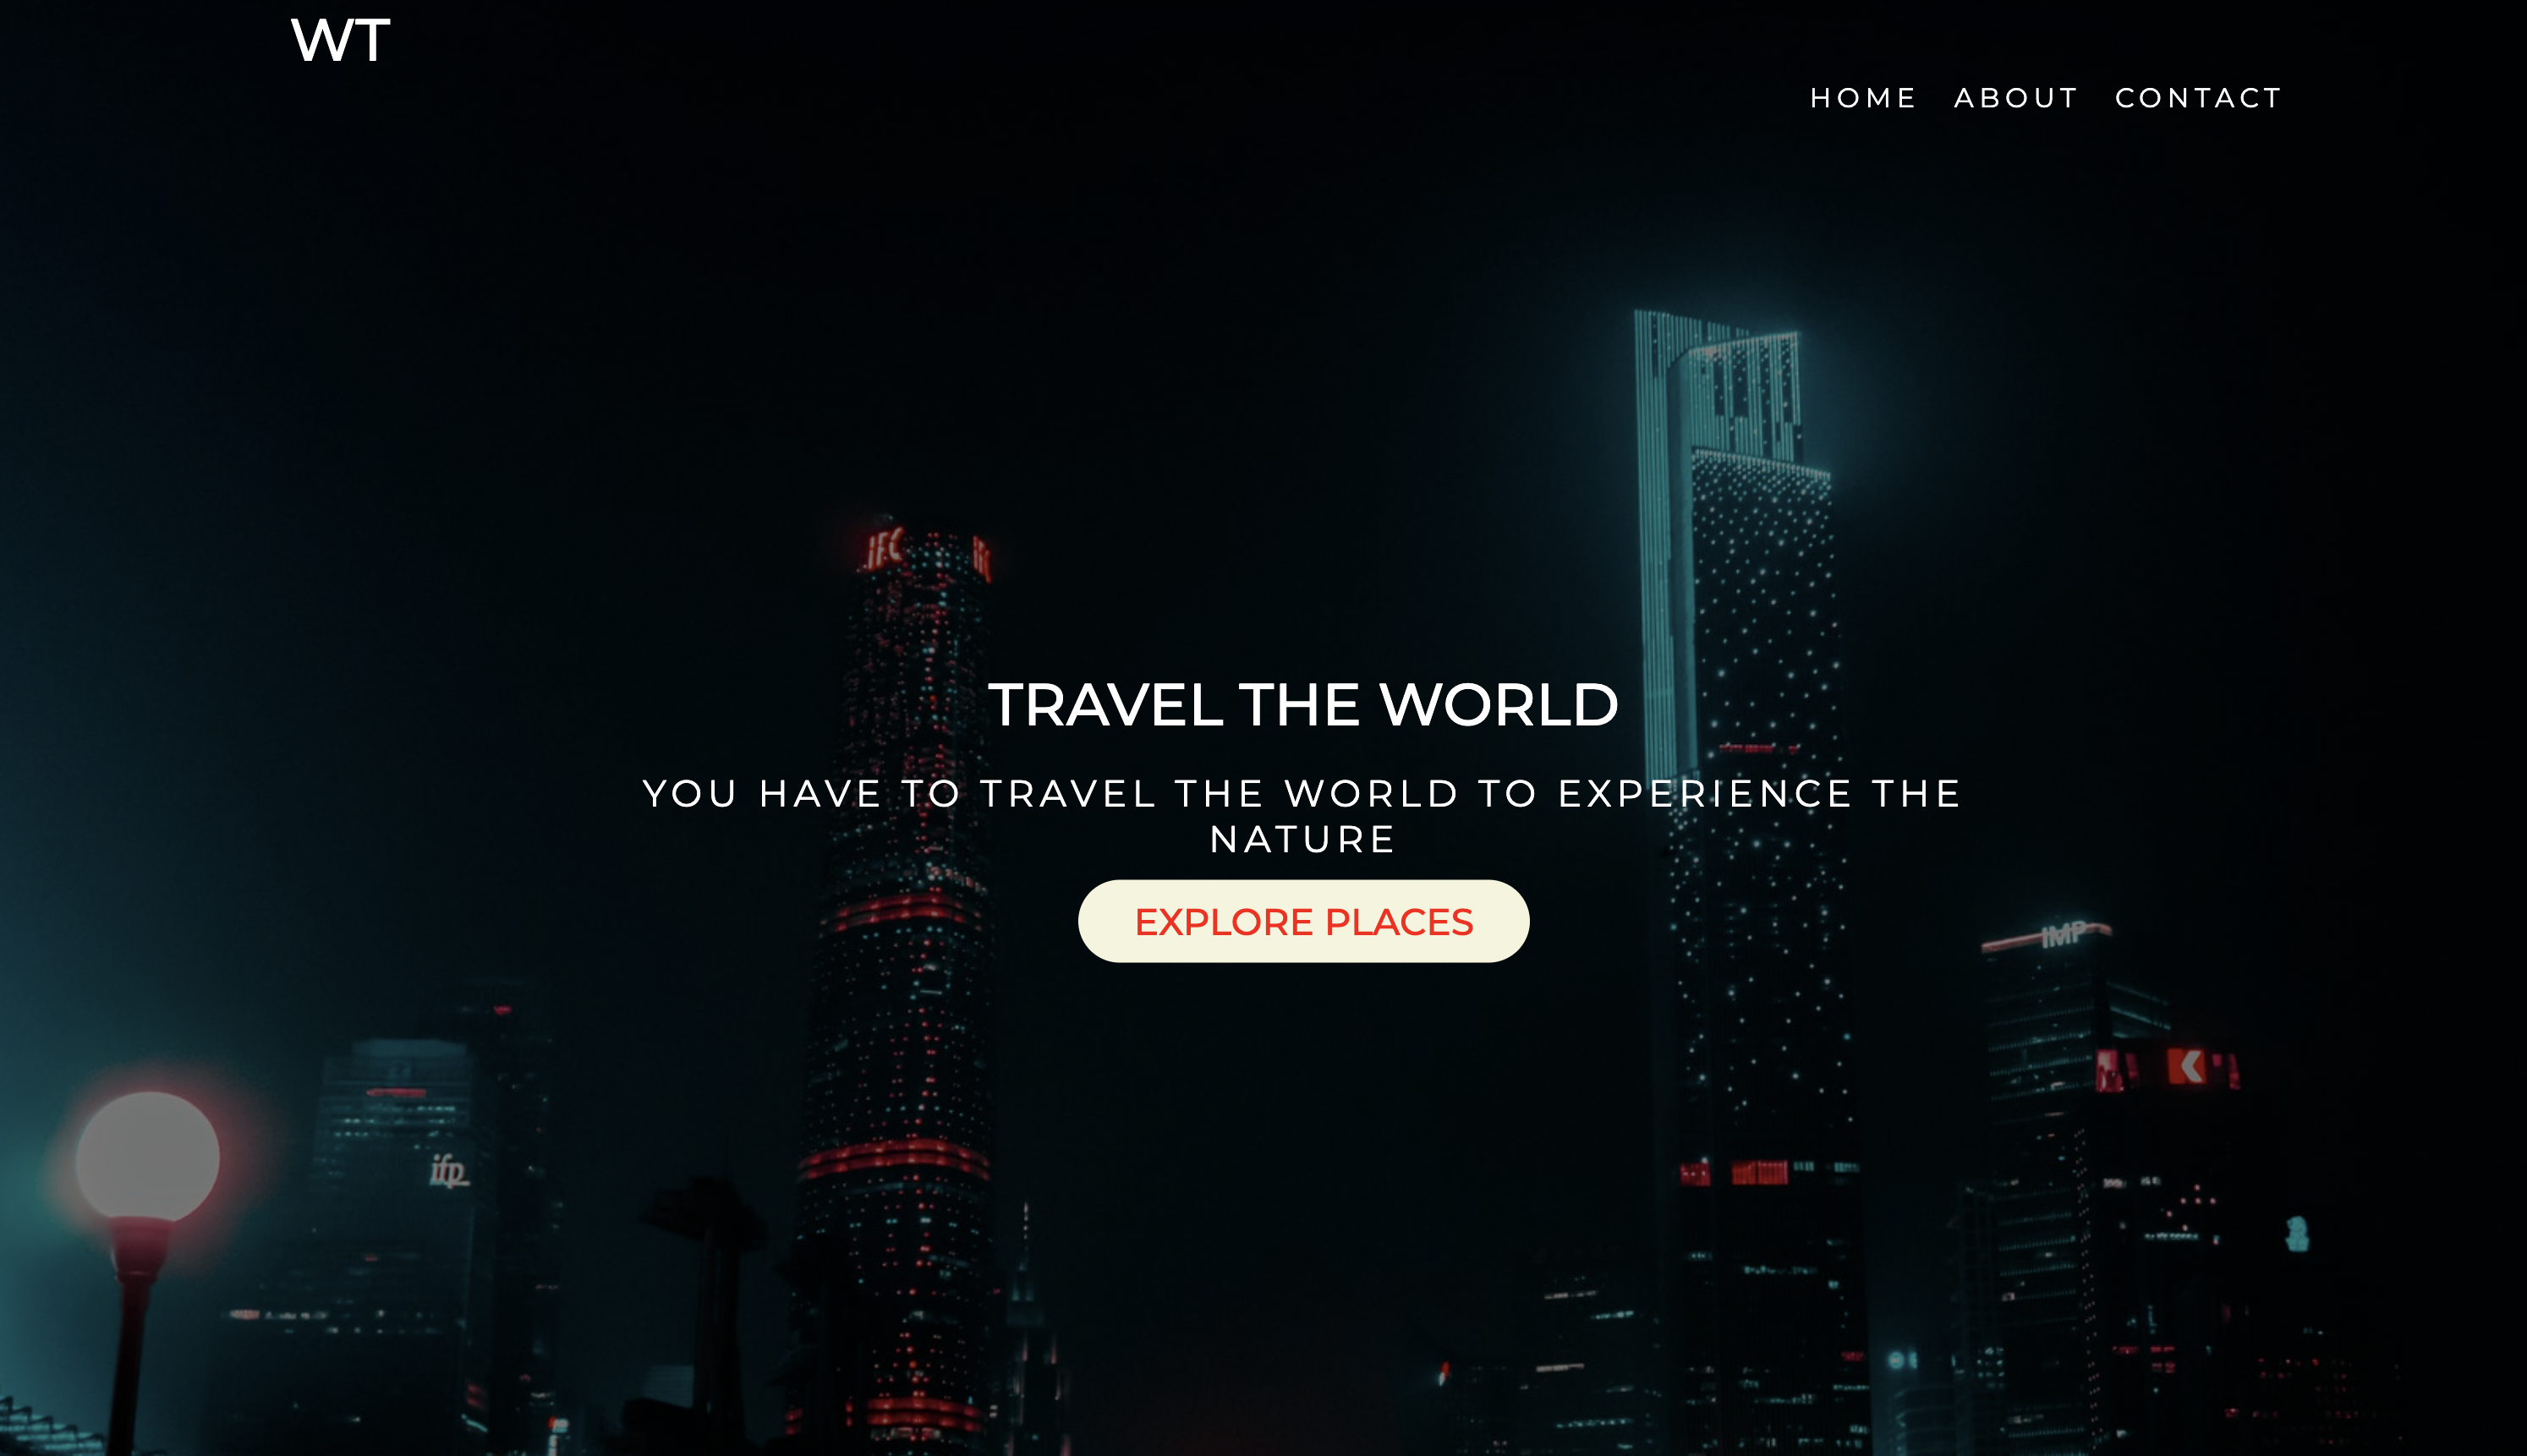 WT
HOME ABOUT CONTACT
IFC
TRAVEL THE WORLD
YOU HAVE TO TRAVEL THE WORLD TO EXPERIENCE THE
NATURE
EXPLORE PLACES
IMP
ifp